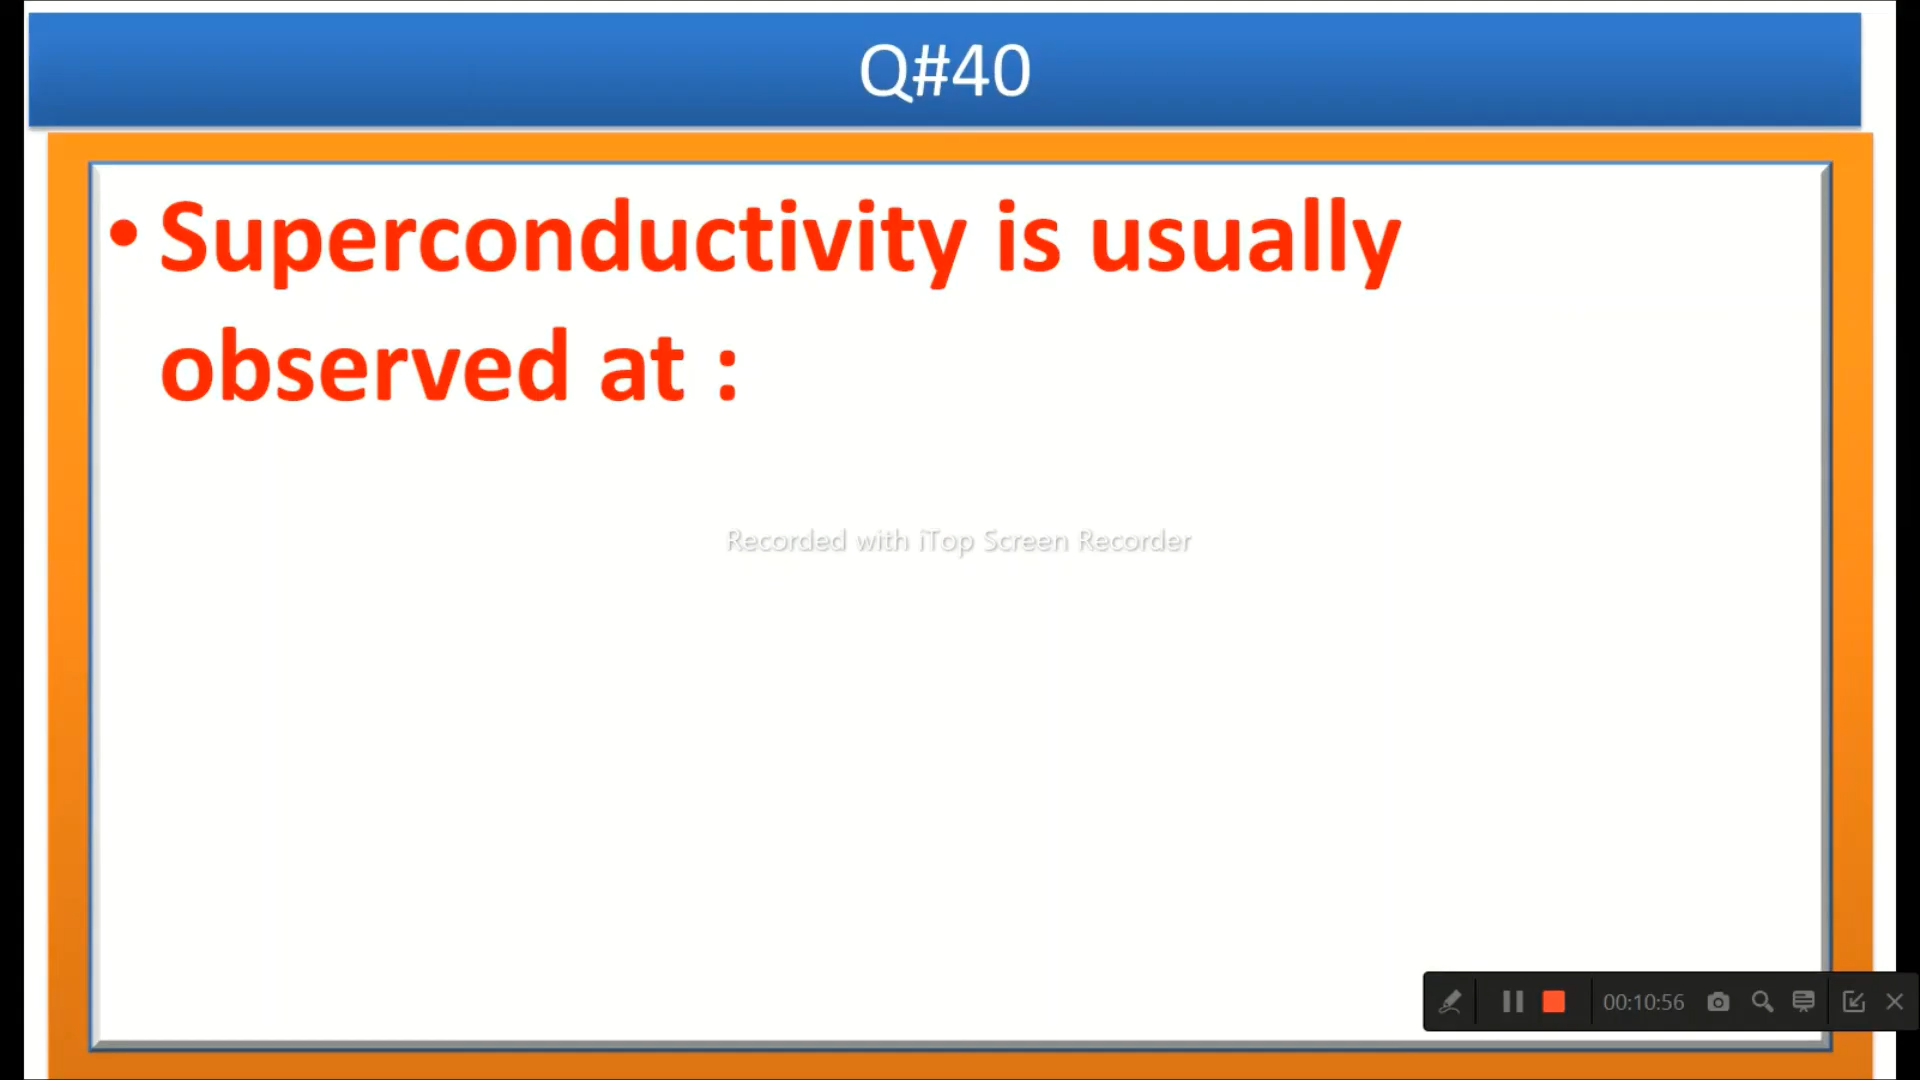 Q#40
• Superconductivity is usually
observed at :
Recorded with iTop Screen Recorder
00:10:56